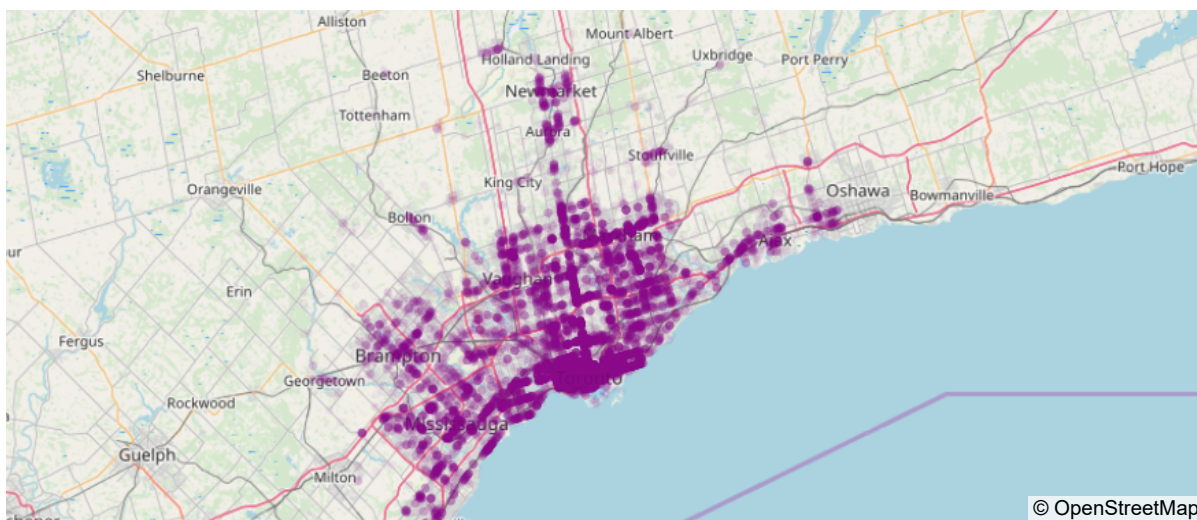 Alliston
Mount Albert
Holland Landing
Uxbridge
Port Perry
Shelburne
Beeton
Newmarket
Tottenham
Aurora
Stouffville
Port Hope
King City
Orangeville
Oshawa
Bowmanville
Bolton
Ajax
Vaughan
Erin
Fergus
Brampton
Georgetown
Toronto
Rockwood
Mississauga
Guelph
Milton
© OpenStreetMap